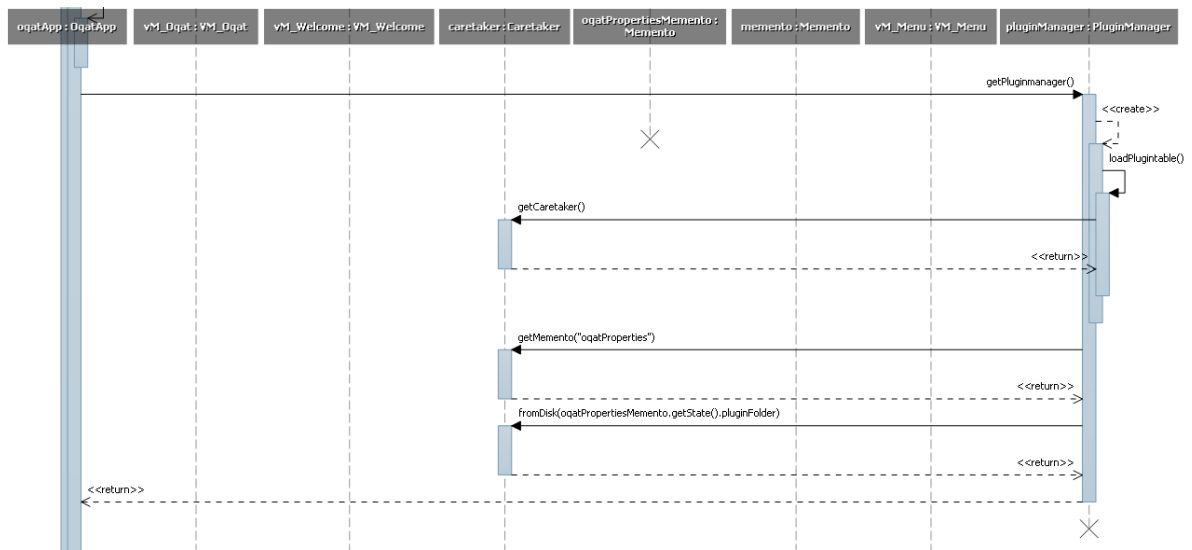 oqatApp : OqatApp
vM_Oqat : VM_Oqat
vM_Welcome : VM_Welcome
caretaker : Caretaker
oqatPropertiesMemento :
Memento
memento : Memento
vM_Menu : VM_Menu
pluginManager : PluginManager
getPluginmanager()
<<create>>
loadPlugintable()
getCaretaker()
<<return>>
getMemento("oqatProperties")
<<return>>
fromDisk(oqatPropertiesMemento.getState().pluginFolder)
<<return>>
<<return>>